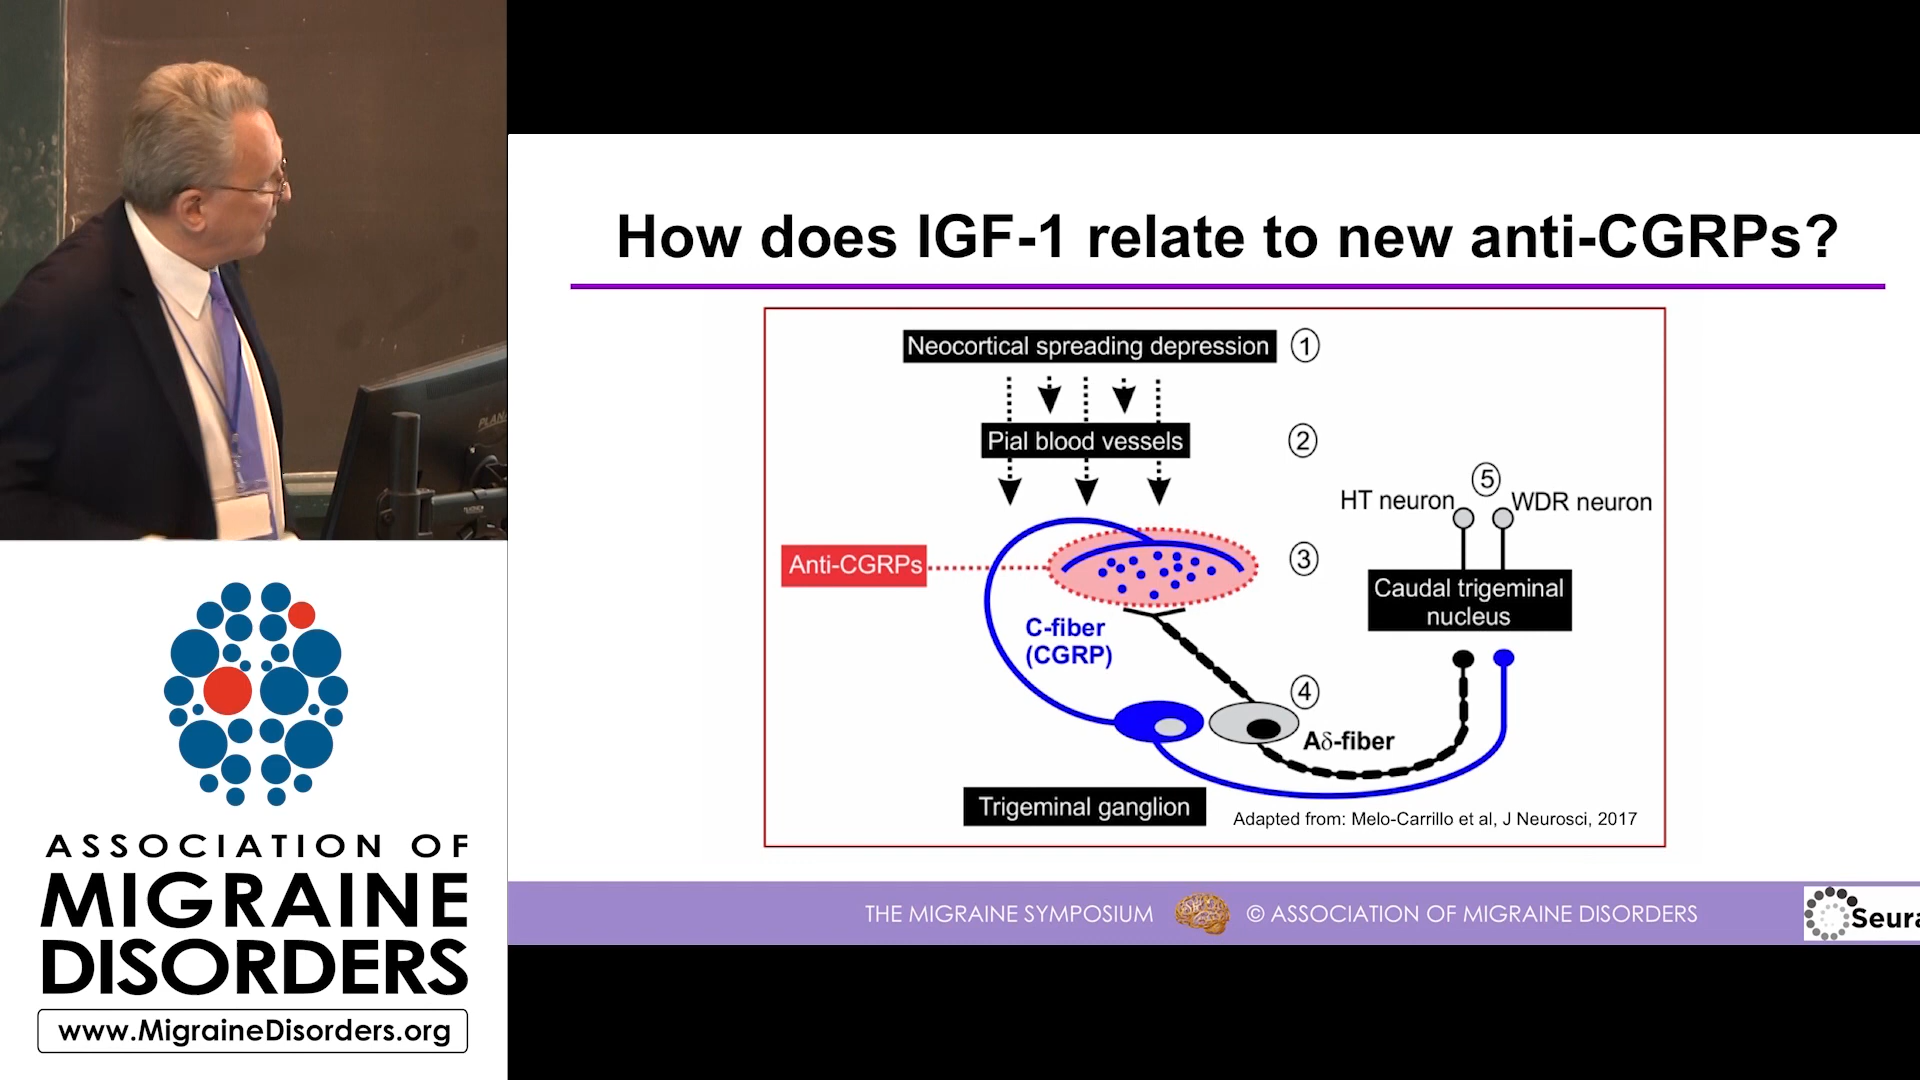 How does IGF-1 relate to new anti-CGRPs?
Neocortical spreading depression
1
Pial blood vessels
2
5
HT neuron
WDR neuron
Anti-CGRPs
3
Caudal trigeminal
nucleus
C-fiber
(CGRP)
4
Aδ-fiber
Trigeminal ganglion
Adapted from: Melo-Carrillo et al, J Neurosci, 2017
THE MIGRAINE SYMPOSIUM
© ASSOCIATION OF MIGRAINE DISORDERS
ASSOCIATION OF
MIGRAINE
DISORDERS
www.MigraineDisorders.org